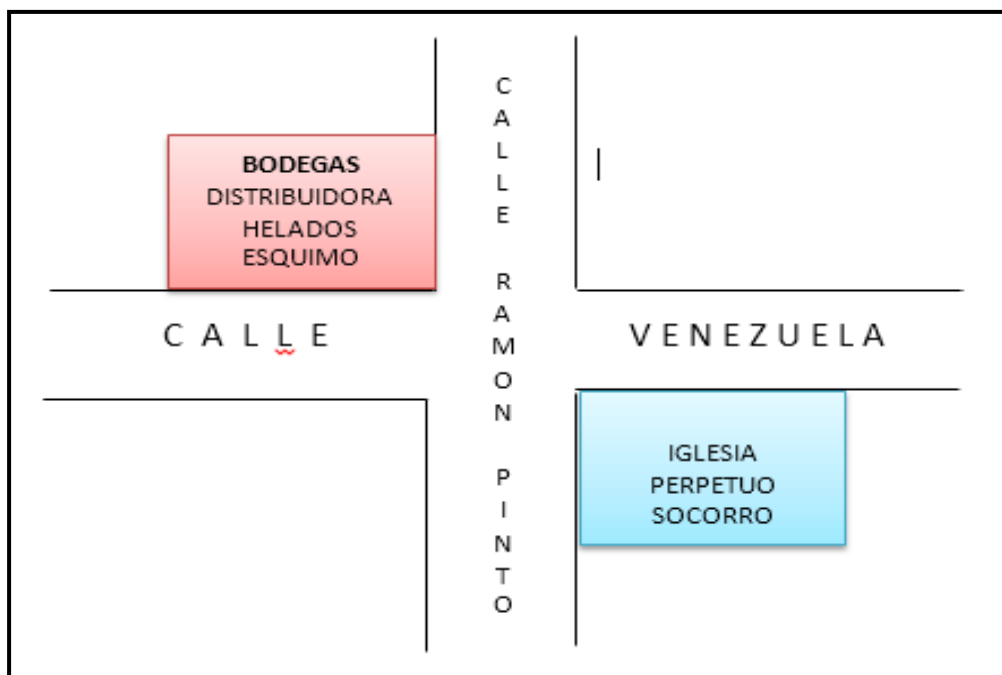 CALLE RAMON PINTO
BODEGAS
DISTRIBUIDORA
HELADOS
ESQUIMO
CALLE VENEZUELA
IGLESIA
PERPETUO
SOCORRO